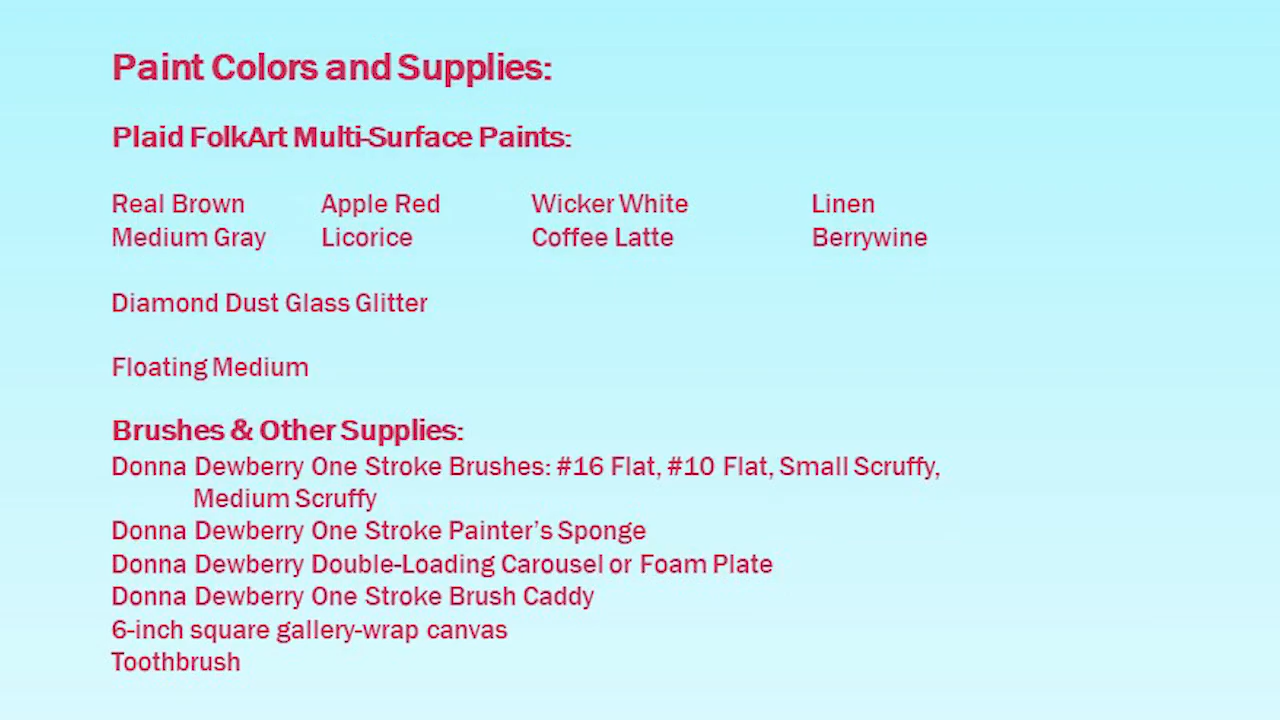 Paint Colors and Supplies:
Plaid FolkArt Multi-Surface Paints:
Real Brown Apple Red Wicker White Linen
Medium Gray Licorice Coffee Latte Berrywine
Diamond Dust Glass Glitter
Floating Medium
Brushes & Other Supplies:
Donna Dewberry One Stroke Brushes: #16 Flat, #10 Flat, Small Scruffy,
Medium Scruffy
Donna Dewberry One Stroke Painter’s Sponge
Donna Dewberry Double-Loading Carousel or Foam Plate
Donna Dewberry One Stroke Brush Caddy
6-inch square gallery-wrap canvas
Toothbrush